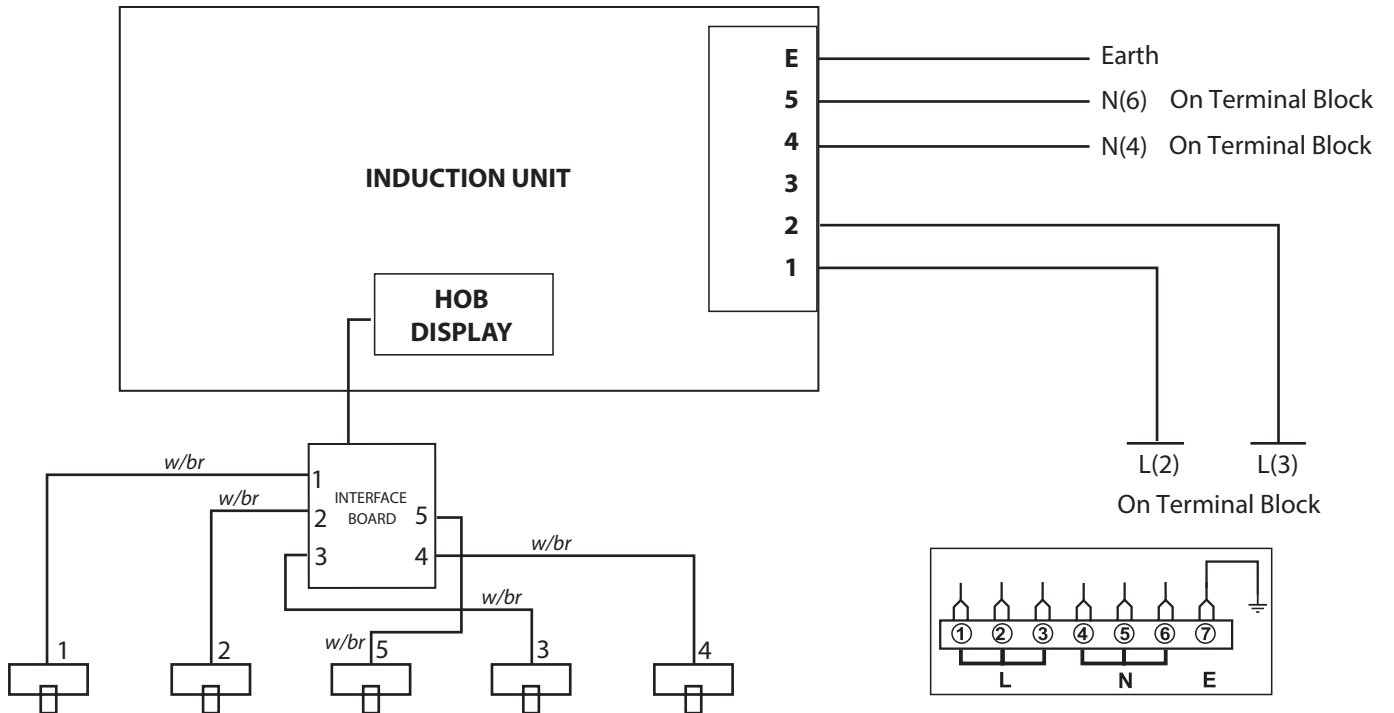 E
Earth
5
N(6) On Terminal Block
4
N(4) On Terminal Block
INDUCTION UNIT
3
2
1
HOB
DISPLAY
L(2)
L(3)
On Terminal Block
w/br
1
w/br
INTERFACE
BOARD
2
5
3
4
w/br
w/br
w/br
1
2
5
3
4
1
2
3
4
5
6
7
L
N
E